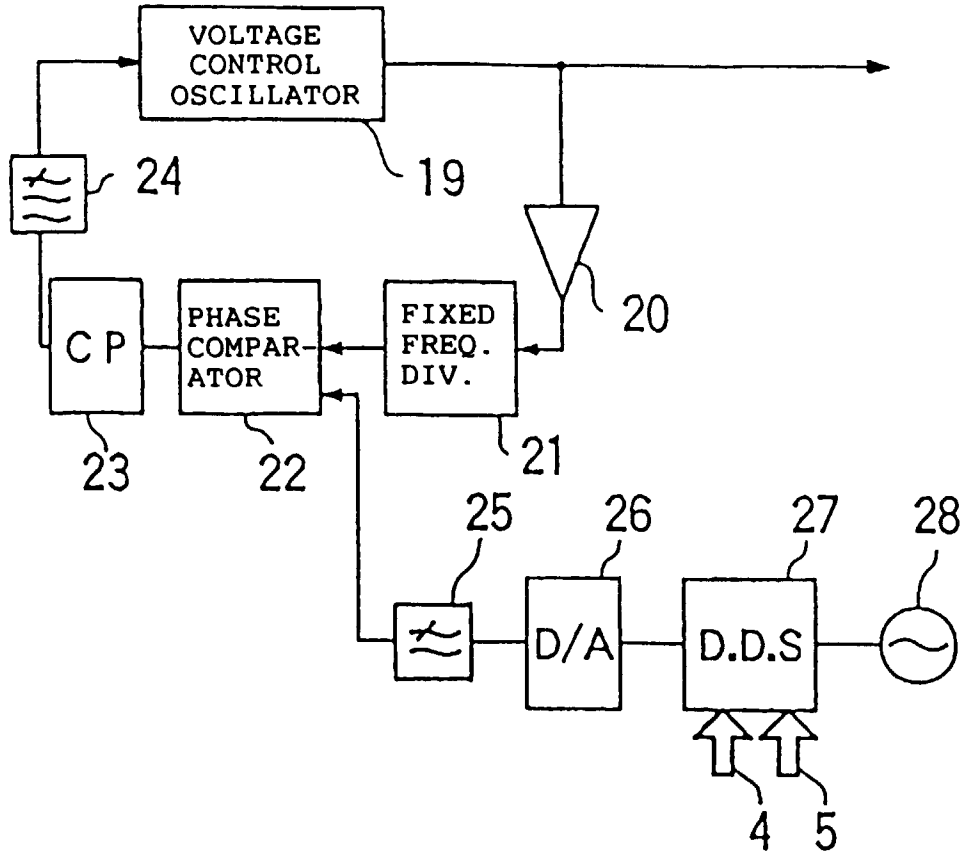 VOLTAGE
CONTROL
OSCILLATOR
24
19
20
CP
PHASE
COMPAR-
ATOR
FIXED
FREQ.
DIV.
23
22
21
25
26
27
28
D/A
D.D.S
4
5